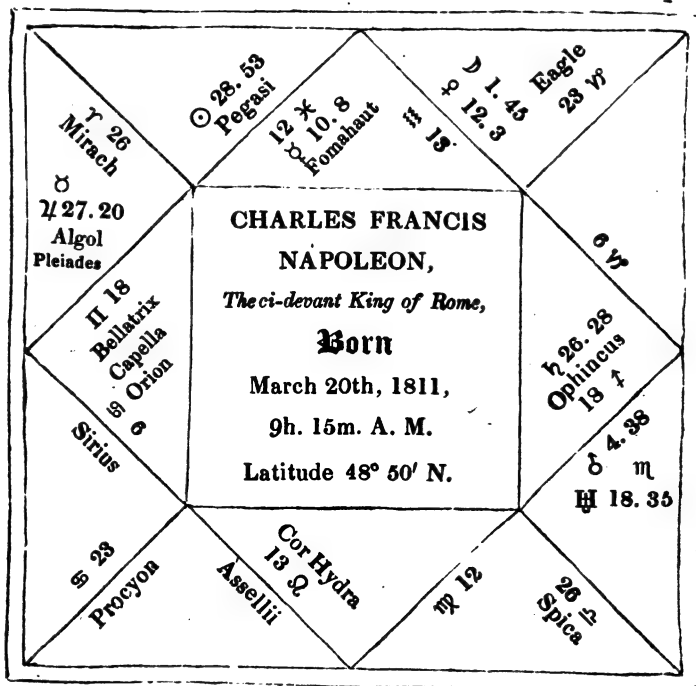 CHARLES FRANCIS
NAPOLEON,
The ci-devant King of Rome,
Born
March 20th, 1811,
9h. 15m. A. M.
Latitude 48° 50′ N.
12 ♓
☿ 10. 8
Fomahaut
☉ 28. 53
Pegasi
♈ 26
Mirach
♉
♃ 27. 20
Algol
Pleiades
♊ 18
Bellatrix
Capella
Orion
♋ 6
Sirius
♋ 23
Procyon
Assellii
Cor Hydra
13 ♌
♍ 12
26 ♎
Spica
♂ 4. 38
♏
♅ 18. 35
♄ 26. 28
Ophincus
18 ♐
6 ♑
Eagle
23 ♑
☽ 1. 45
♀ 12. 3
♒ 13